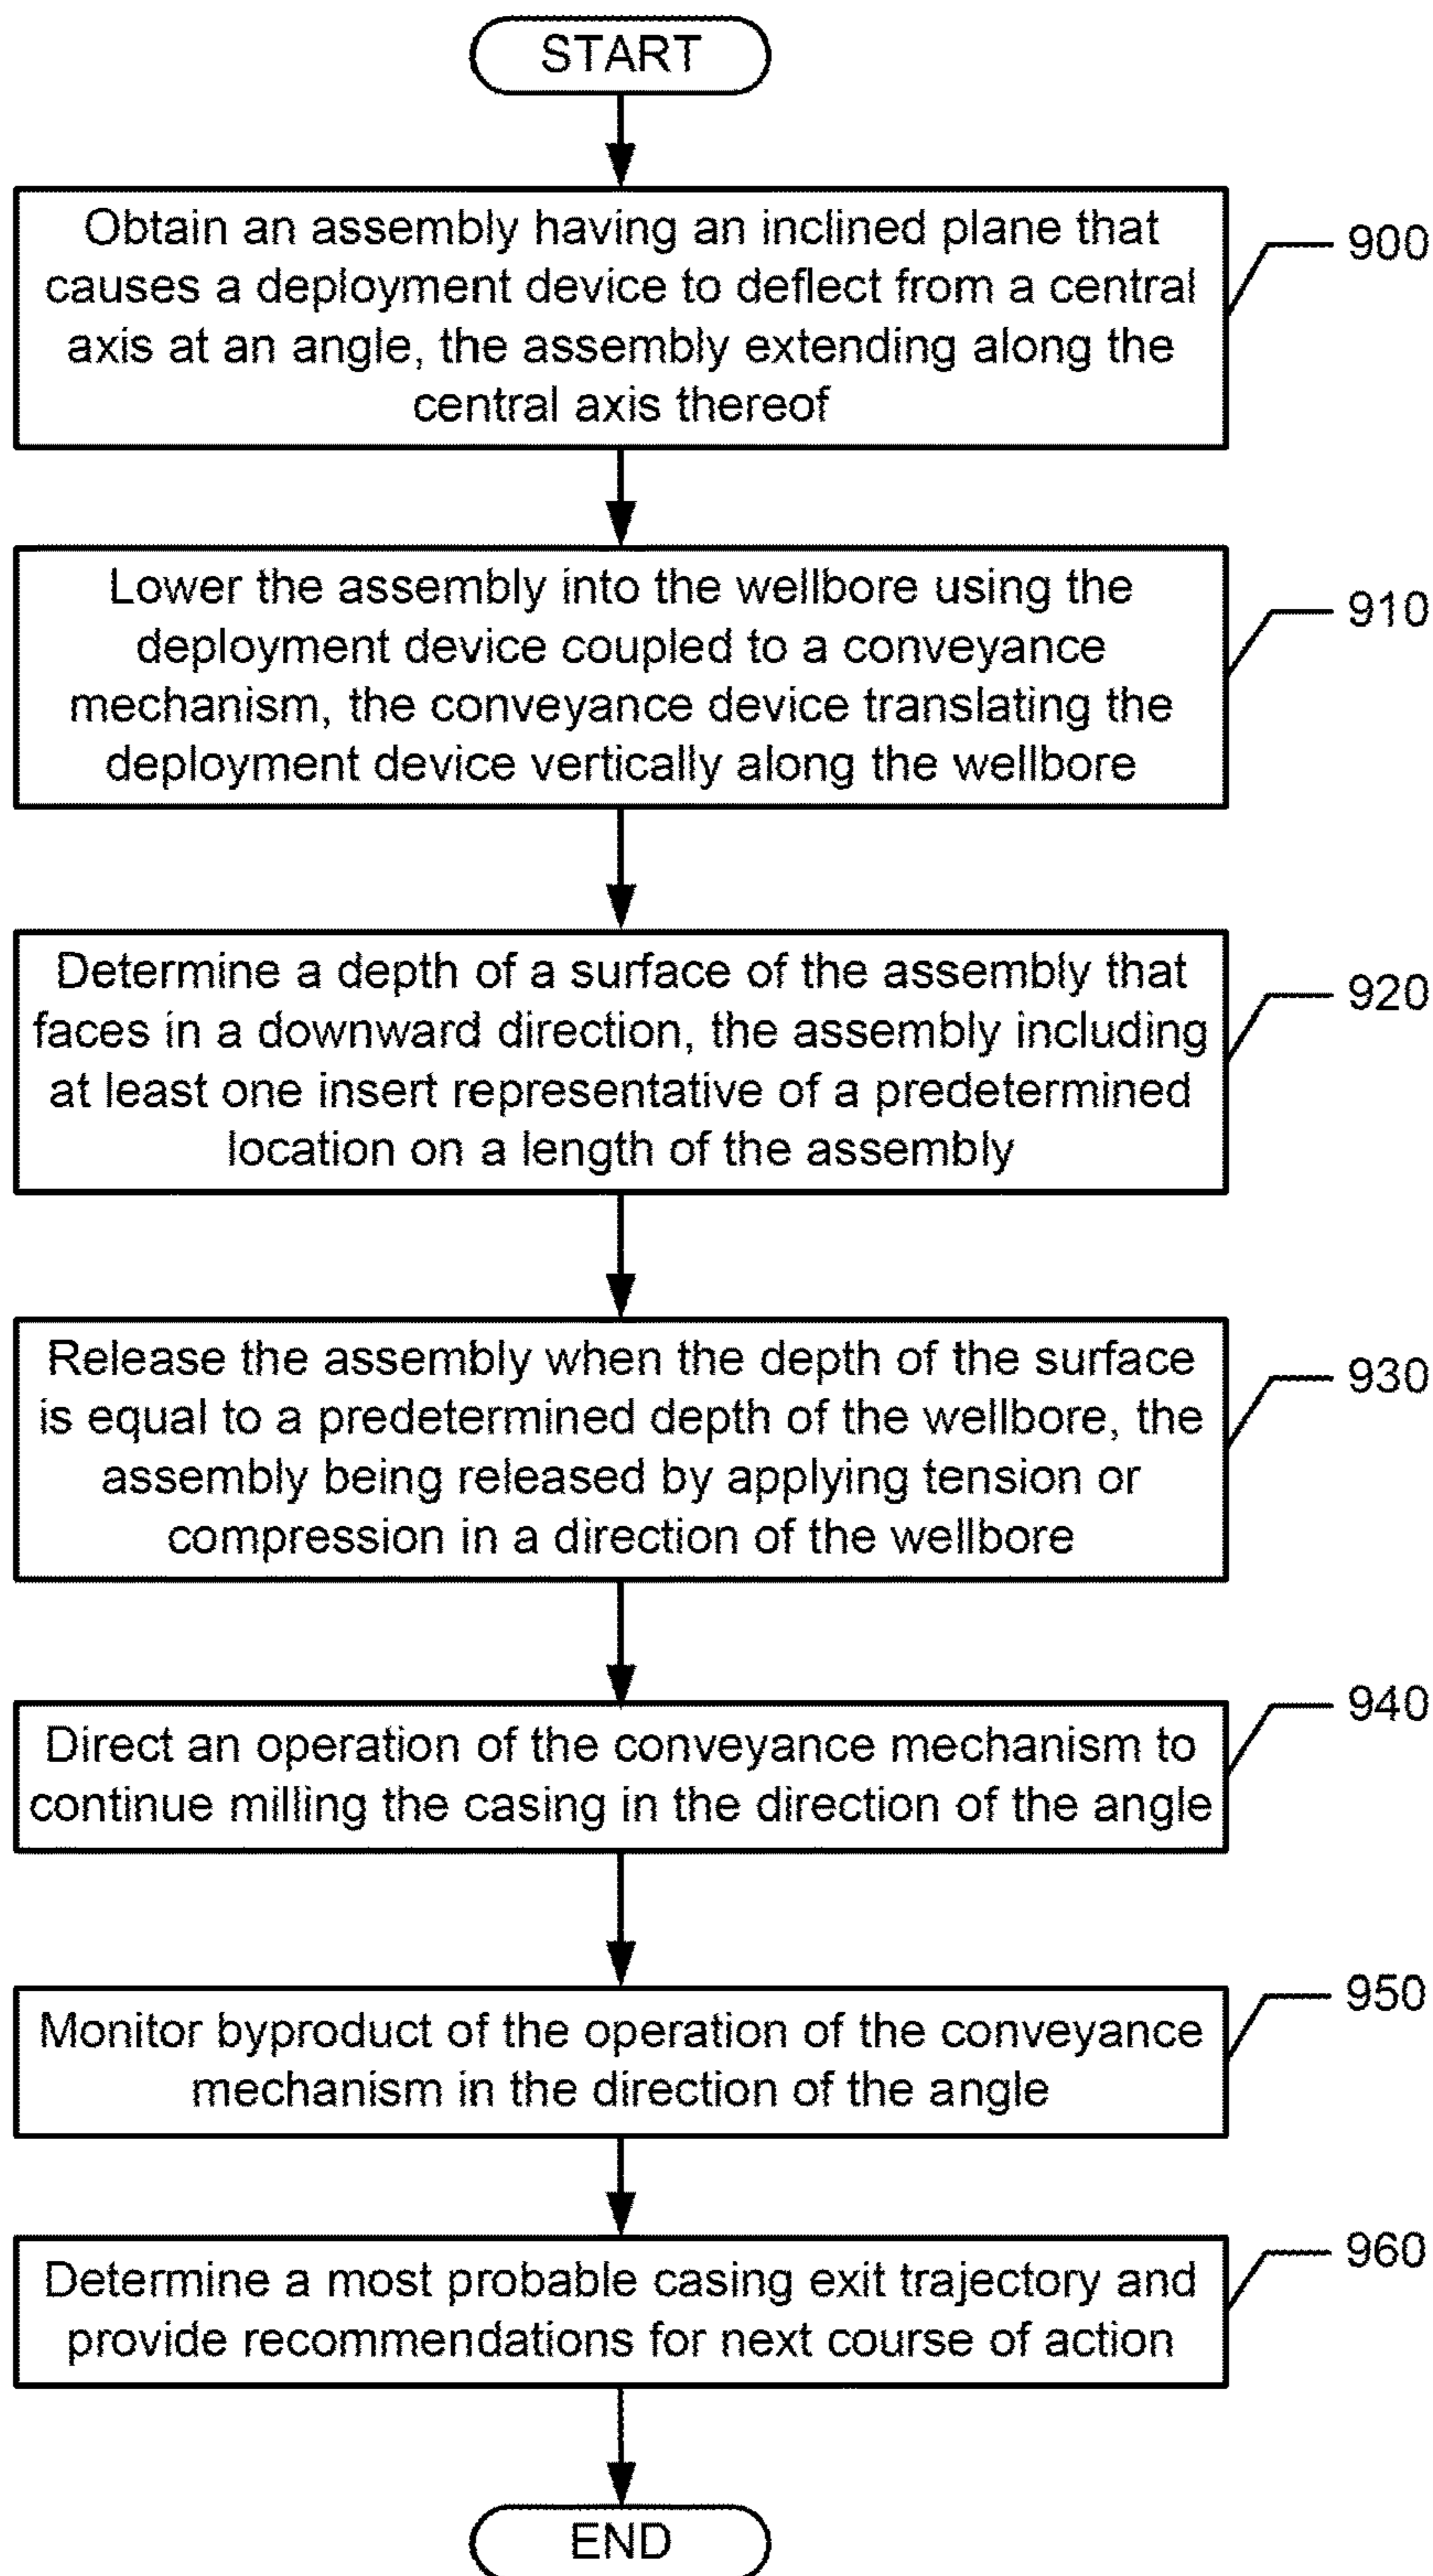 START
Obtain an assembly having an inclined plane that
causes a deployment device to deflect from a central
axis at an angle, the assembly extending along the
central axis thereof
900
Lower the assembly into the wellbore using the
deployment device coupled to a conveyance
mechanism, the conveyance device translating the
deployment device vertically along the wellbore
910
Determine a depth of a surface of the assembly that
faces in a downward direction, the assembly including
at least one insert representative of a predetermined
location on a length of the assembly
920
Release the assembly when the depth of the surface
is equal to a predetermined depth of the wellbore, the
assembly being released by applying tension or
compression in a direction of the wellbore
930
Direct an operation of the conveyance mechanism to
continue milling the casing in the direction of the angle
940
Monitor byproduct of the operation of the conveyance
mechanism in the direction of the angle
950
Determine a most probable casing exit trajectory and
provide recommendations for next course of action
960
END